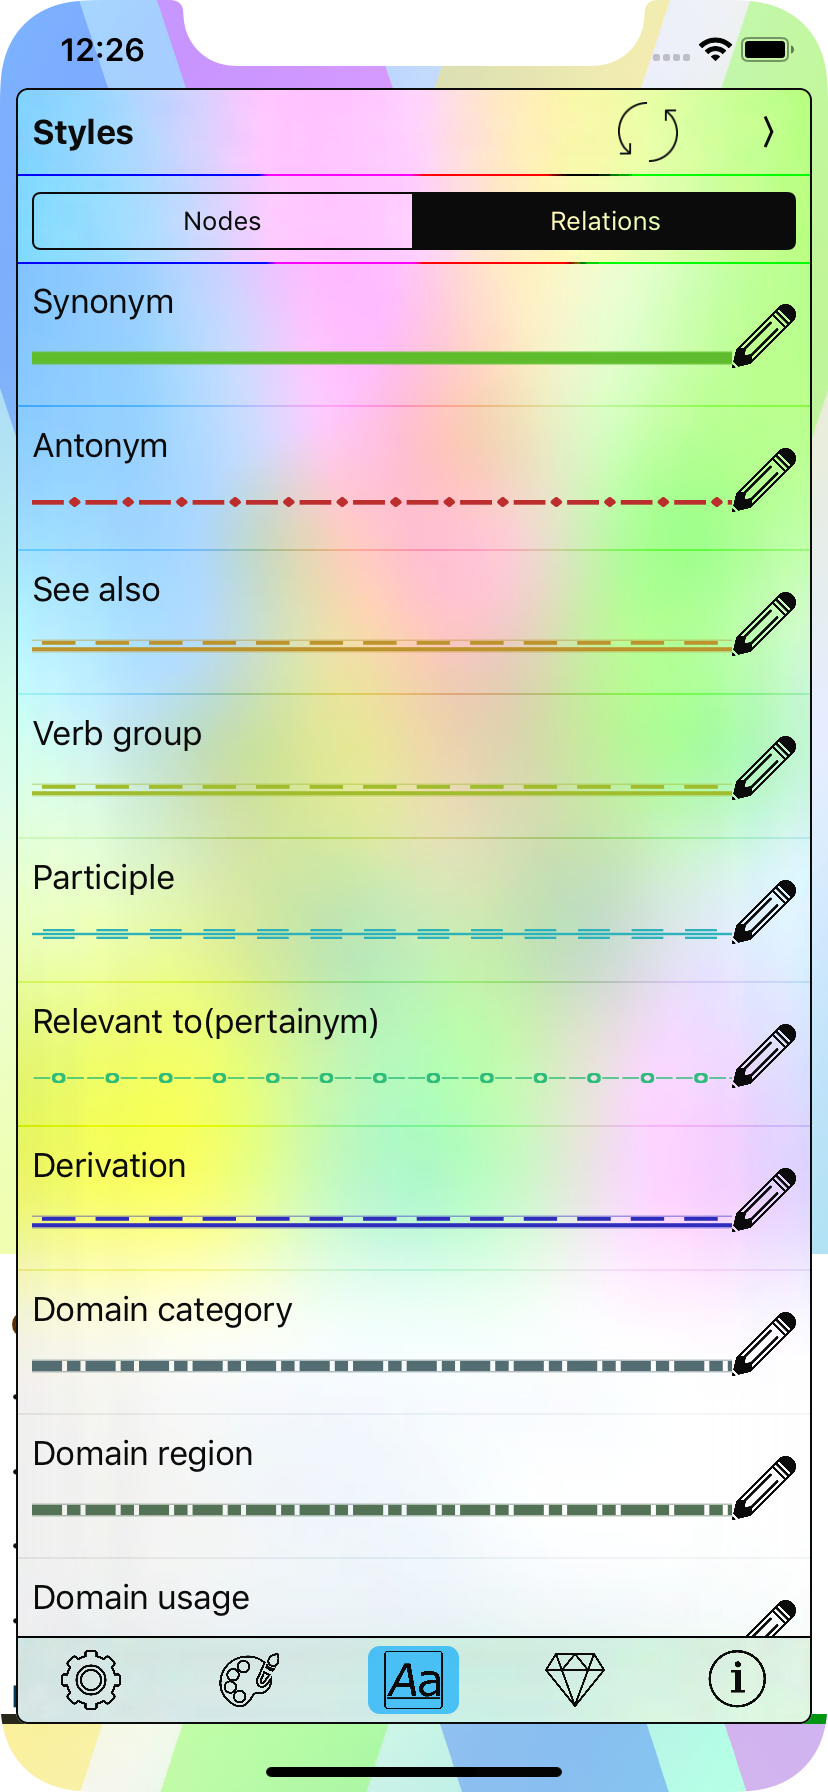 12:26
Styles
Nodes
Relations
Synonym
Antonym
See also
Verb group
Participle
Relevant to(pertainym)
Derivation
Domain category
Domain region
Domain usage
Aa
i